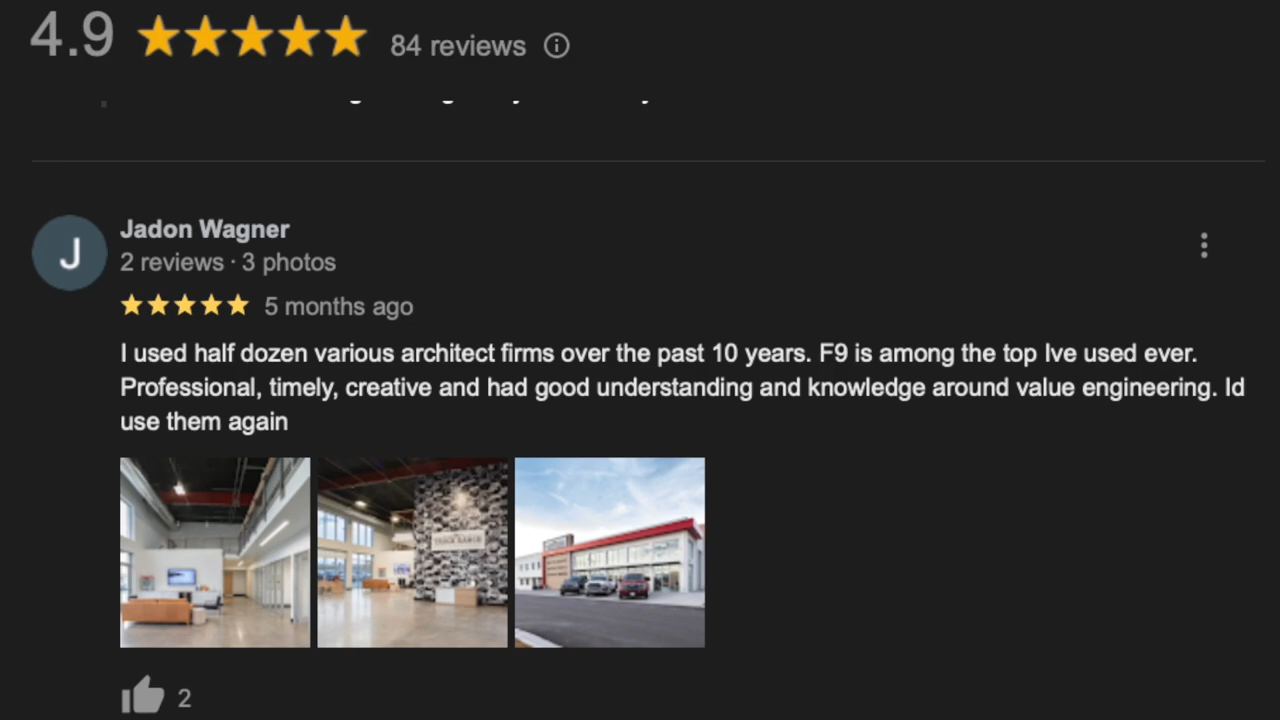 4.9 84 reviews
J
Jadon Wagner
2 reviews · 3 photos
5 months ago
I used half dozen various architect firms over the past 10 years. F9 is among the top Ive used ever.
Professional, timely, creative and had good understanding and knowledge around value engineering. Id
use them again
2